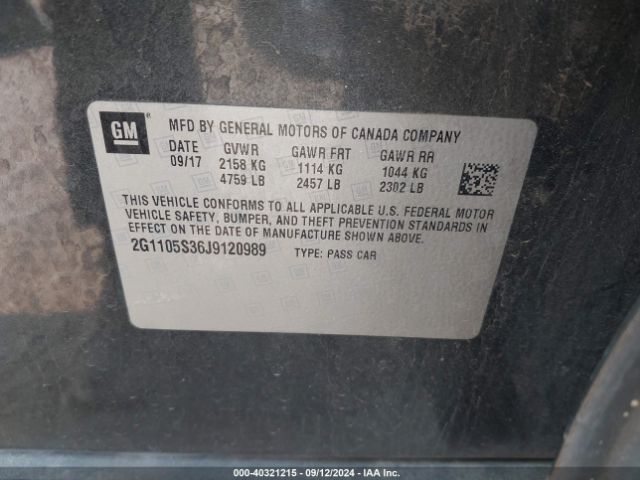 GM ®
MFD BY GENERAL MOTORS OF CANADA COMPANY
DATE GVWR GAWR FRT GAWR RR
09/17 2158 KG 1114 KG 1044 KG
4759 LB 2457 LB 2302 LB
THIS VEHICLE CONFORMS TO ALL APPLICABLE U.S. FEDERAL MOTOR
VEHICLE SAFETY, BUMPER, AND THEFT PREVENTION STANDARDS IN
EFFECT ON THE DATE OF MANUFACTURE SHOWN ABOVE.
2G1105S36J9120989 TYPE: PASS CAR
000-40321215 - 09/12/2024 - IAA Inc.